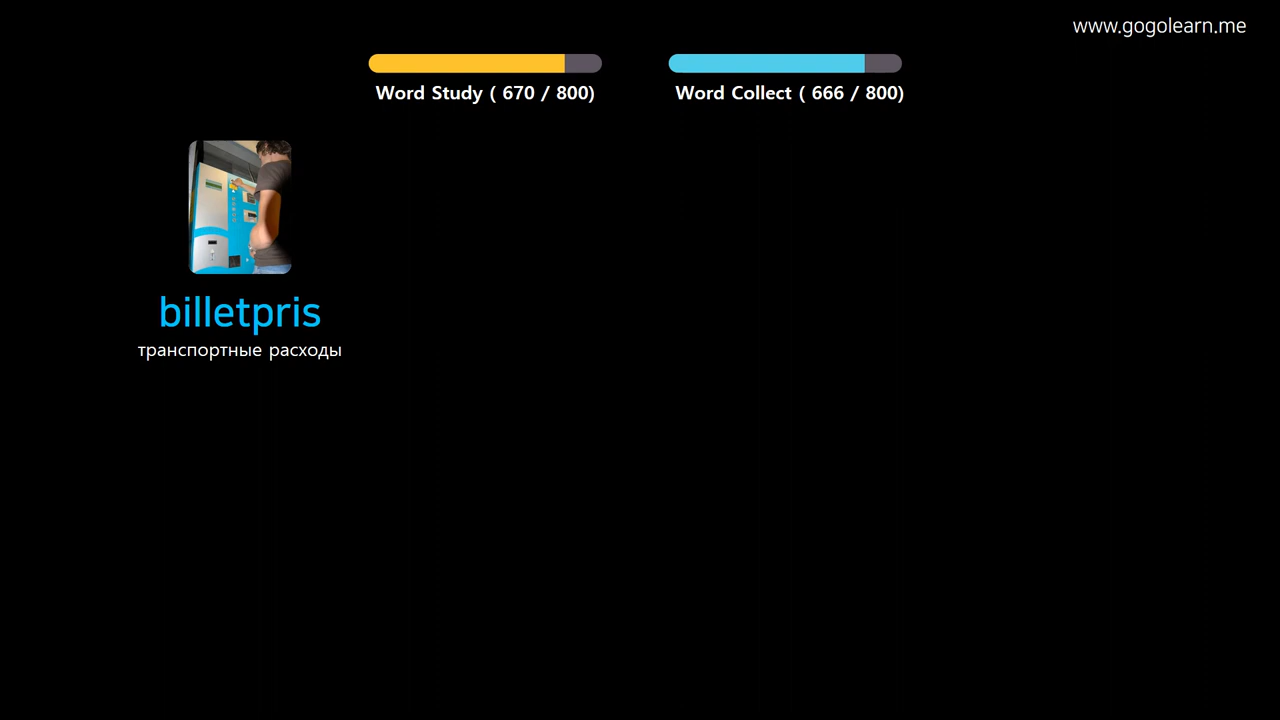 www.gogolearn.me
Word Study ( 670 / 800)
Word Collect ( 666 / 800)
billetpris
транспортные расходы